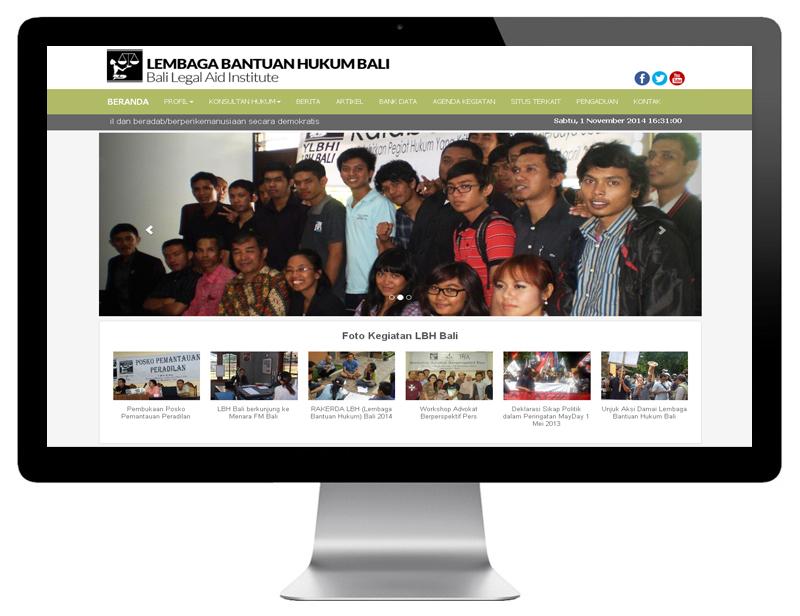 LEMBAGA BANTUAN HUKUM BALI
Bali Legal Aid Institute
You
BERANDA PROFIL KONSULTAN HUKUM BERITA ARTIKEL BANK DATA AGENDA KEGIATAN SITUS TERKAIT PENGADUAN KONTAK
il dan beradab/berperikemanusiaan secara demokratis Sabtu, 1 November 2014 16:31:00
YLBHI
LBH BALI
Foto Kegiatan LBH Bali
POSKO PEMANTAUAN
PERADILAN
Pembukaan Posko
Pemantauan Peradilan
LBH Bali berkunjung ke
Menara FM Bali
RAKERDA LBH (Lembaga
Bantuan Hukum) Bali 2014
Workshop Advokat
Berperspektif Pers
Deklarasi Sikap Politik
dalam Peringatan MayDay 1
Mei 2013
Unjuk Aksi Damai Lembaga
Bantuan Hukum Bali